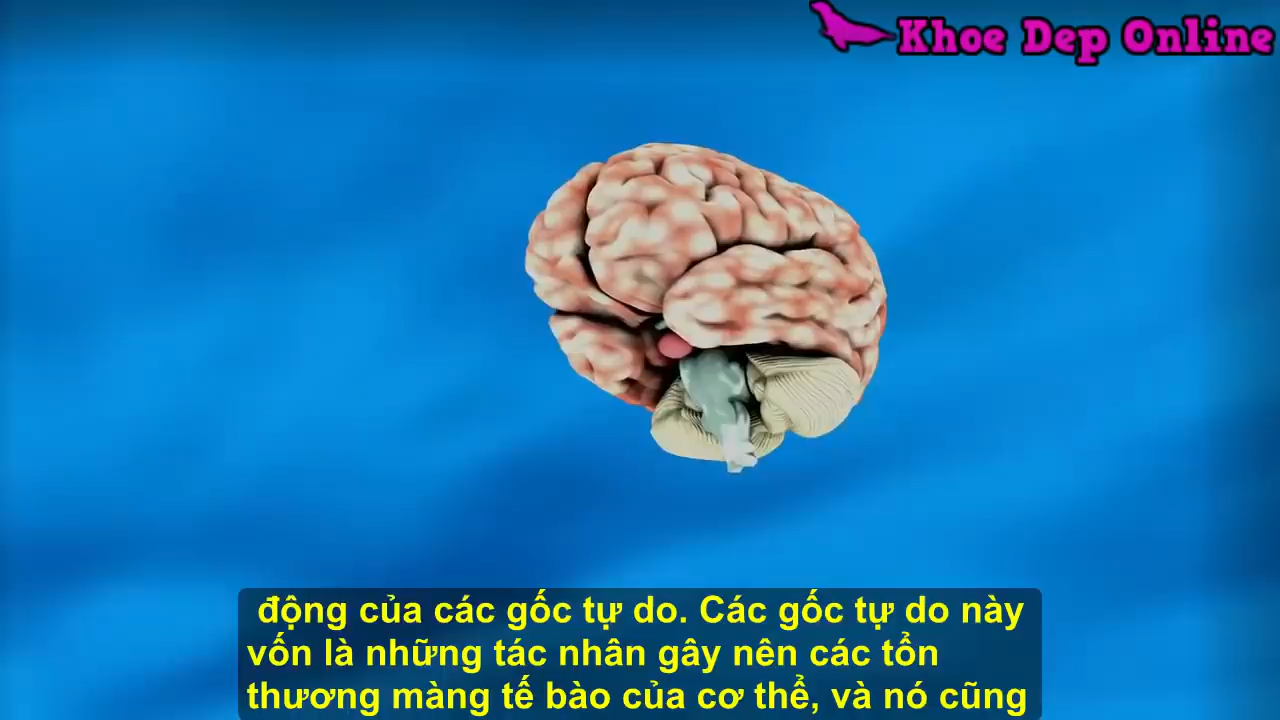 Khoe Dep Online
động của các gốc tự do. Các gốc tự do này
vốn là những tác nhân gây nên các tổn
thương màng tế bào của cơ thể, và nó cũng